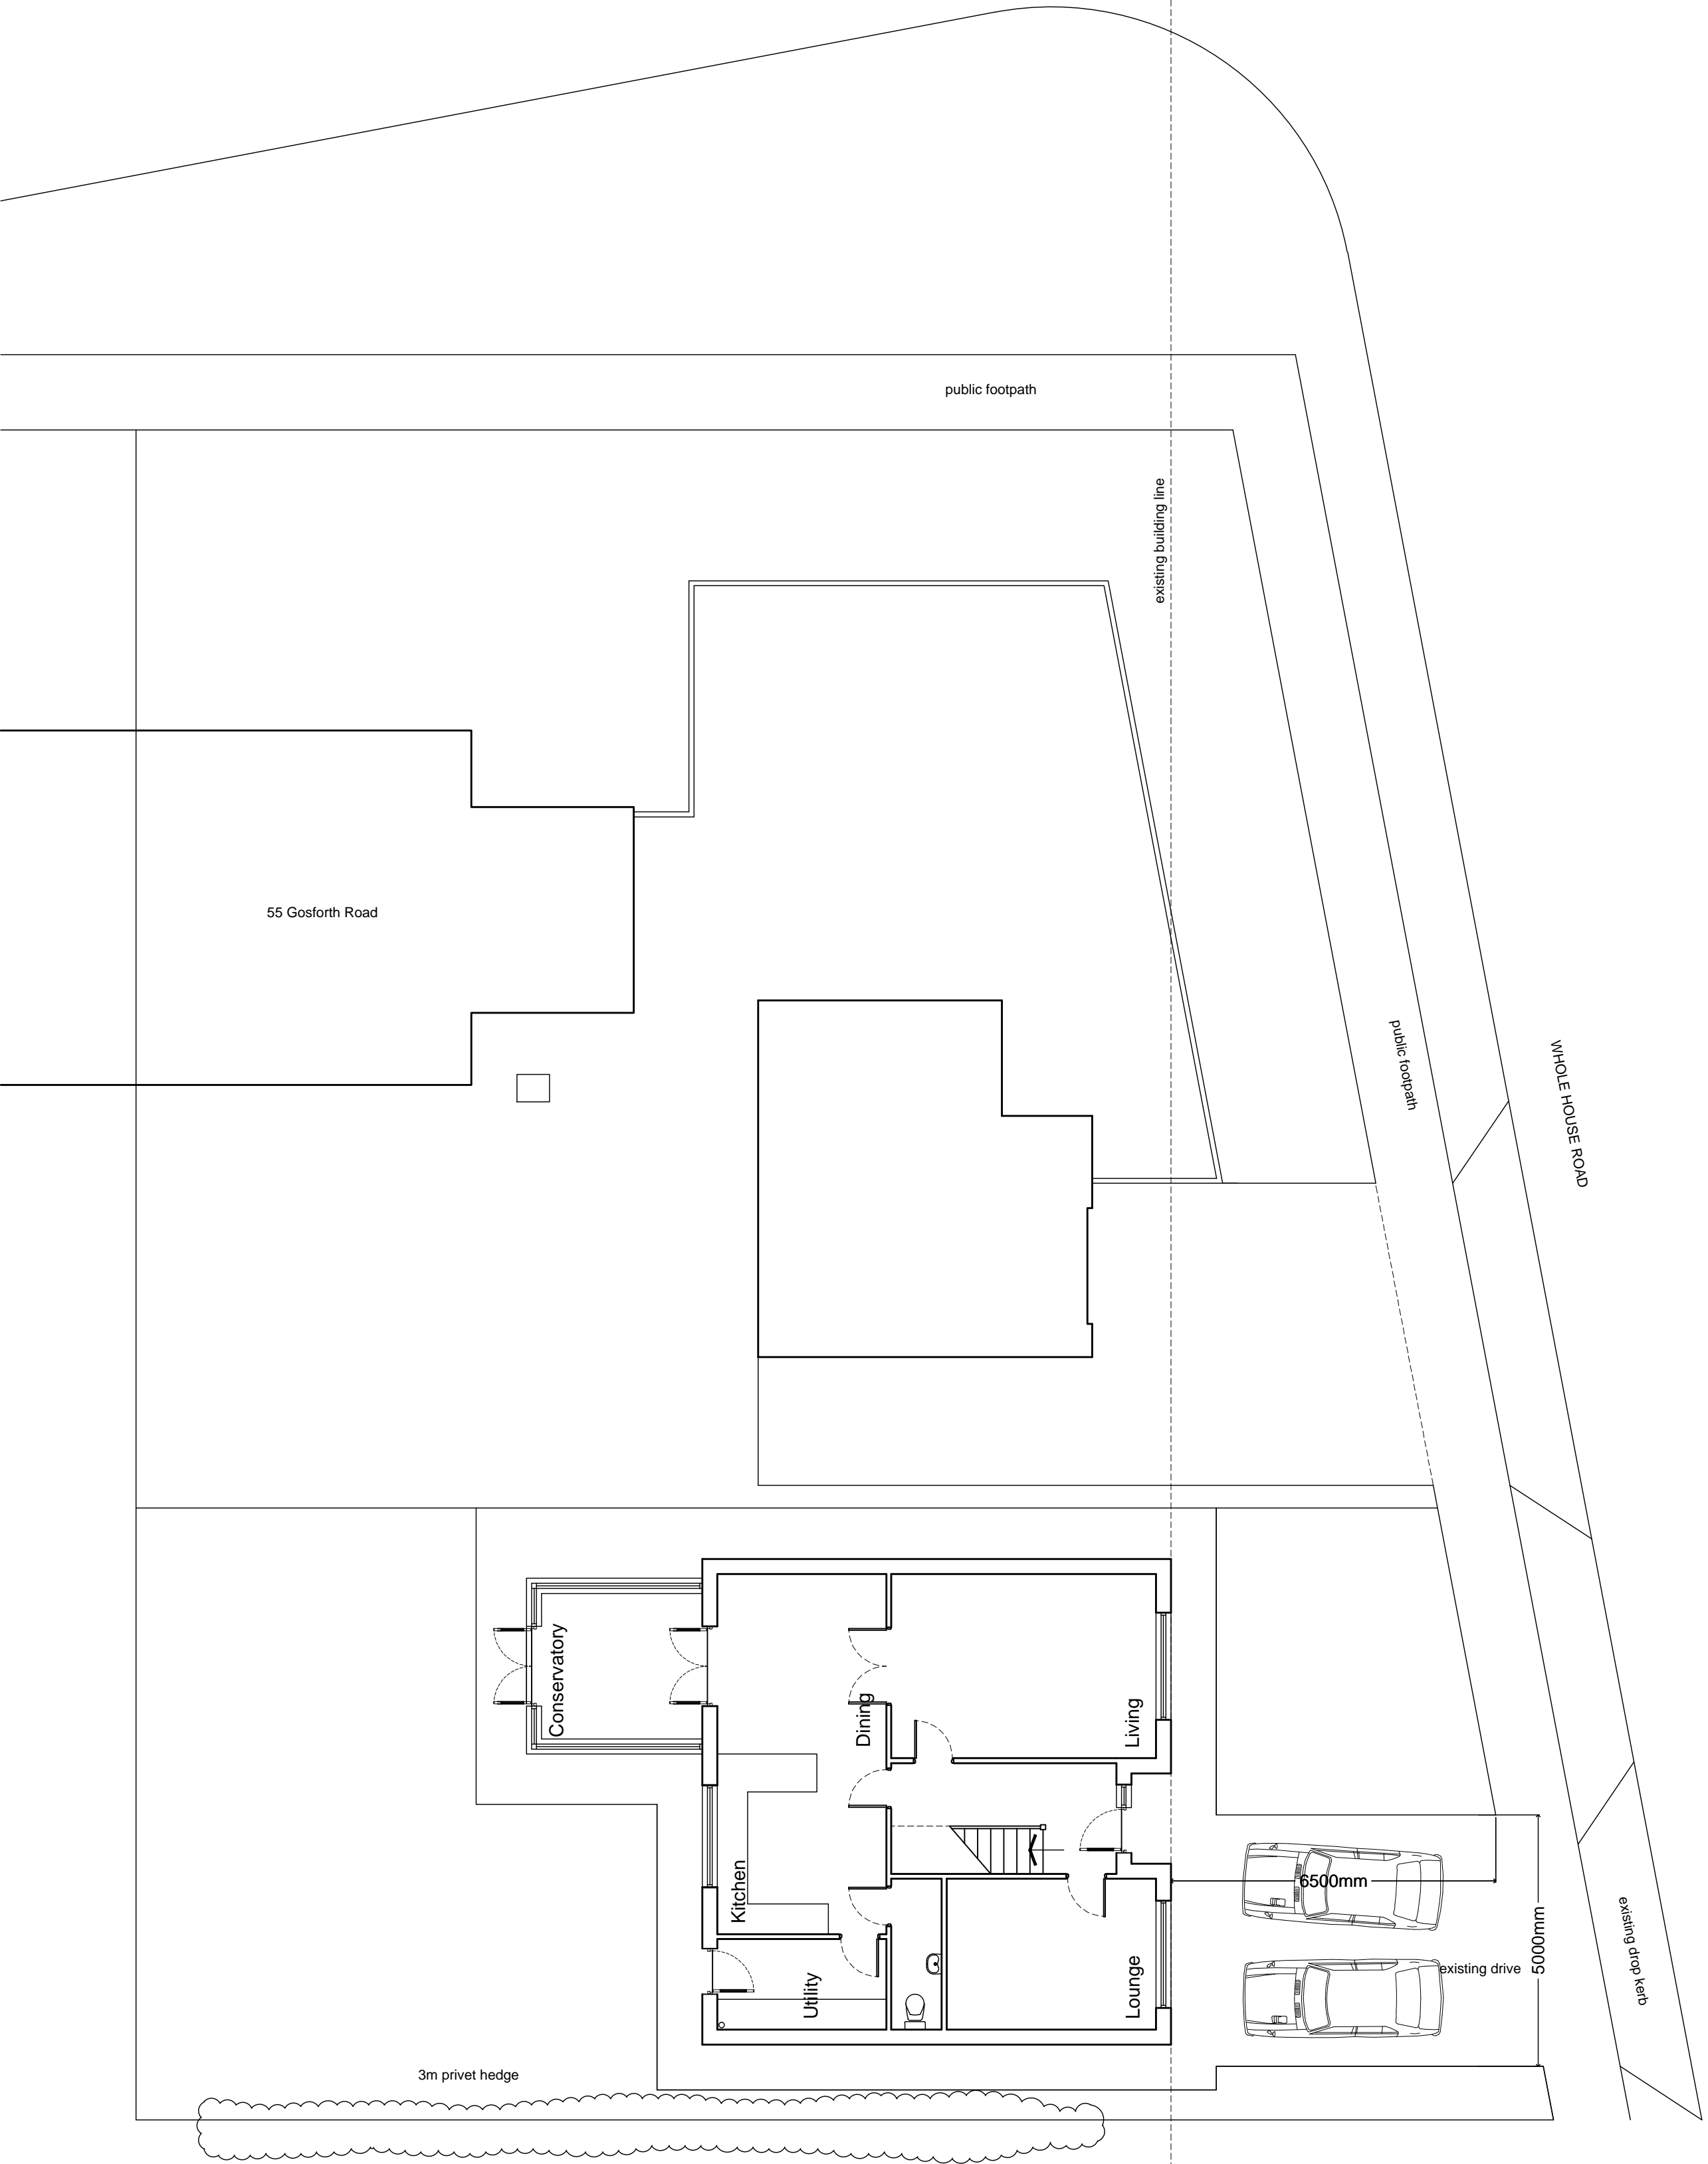 public footpath
existing building line
55 Gosforth Road
public footpath
WHOLE HOUSE ROAD
Conservatory
Dining
Living
Kitchen
6500mm
5000mm
existing drop kerb
existing drive
Utility
Lounge
3m privet hedge